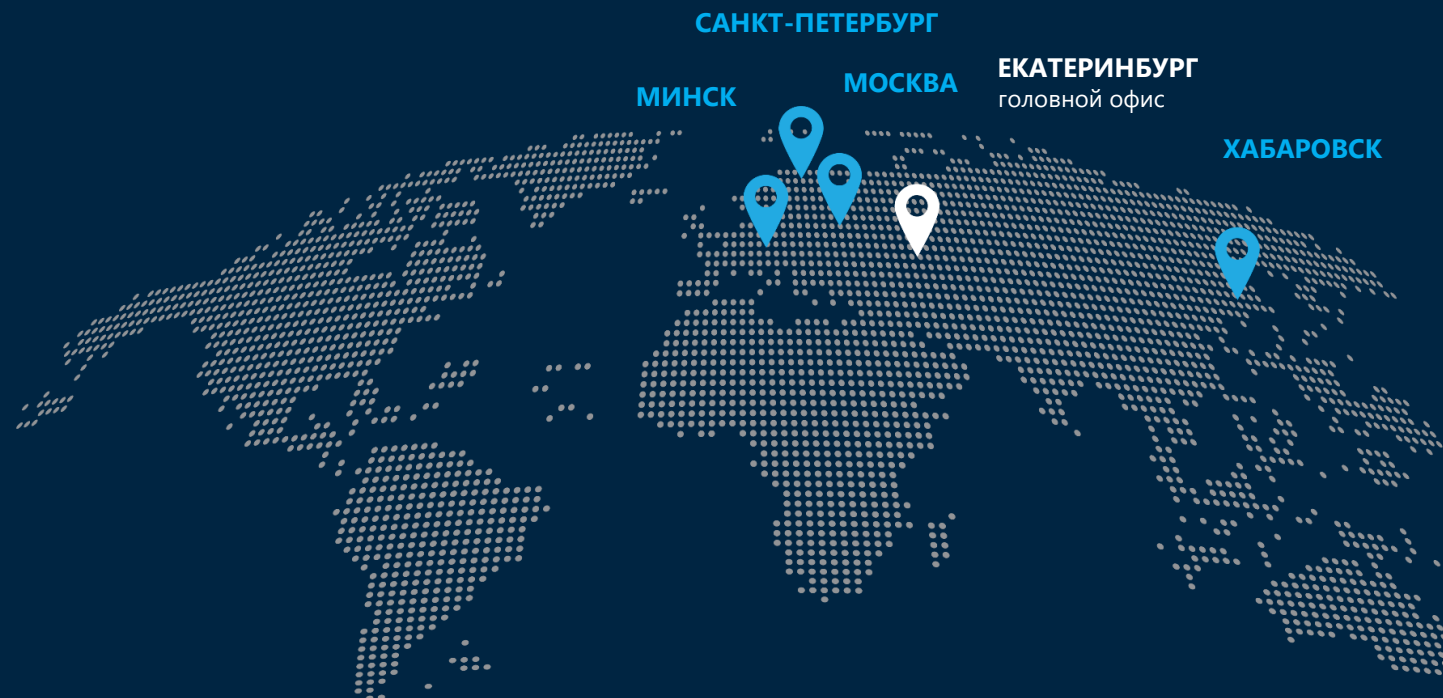 САНКТ-ПЕТЕРБУРГ
МИНСК
МОСКВА
ЕКАТЕРИНБУРГ
головной офис
ХАБАРОВСК